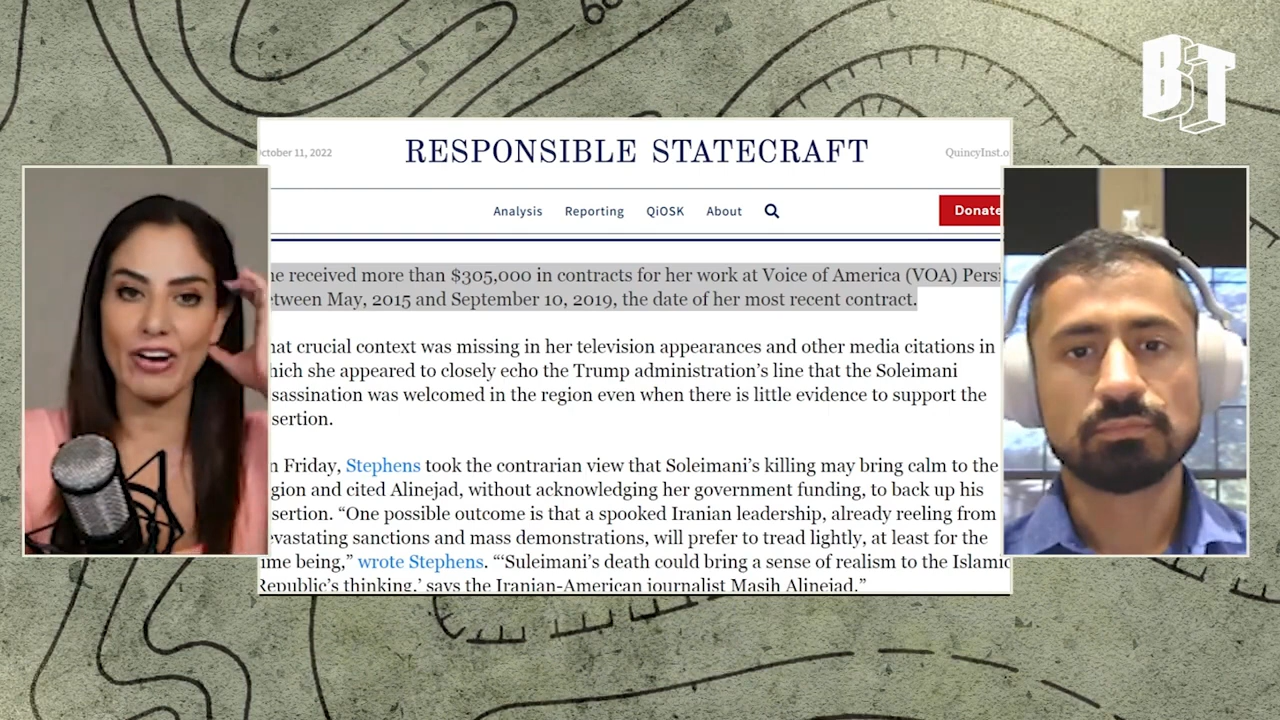 60
BT
ctober 11, 2022
RESPONSIBLE STATECRAFT
QuincyInst.o
Analysis Reporting QiOSK About
Donate
he received more than $305,000 in contracts for her work at Voice of America (VOA) Persi
etween May, 2015 and September 10, 2019, the date of her most recent contract.
hat crucial context was missing in her television appearances and other media citations in
hich she appeared to closely echo the Trump administration’s line that the Soleimani
sassination was welcomed in the region even when there is little evidence to support the
sertion.
n Friday, Stephens took the contrarian view that Soleimani’s killing may bring calm to the
gion and cited Alinejad, without acknowledging her government funding, to back up his
sertion. “One possible outcome is that a spooked Iranian leadership, already reeling from
evastating sanctions and mass demonstrations, will prefer to tread lightly, at least for the
ime being,” wrote Stephens. “‘Suleimani’s death could bring a sense of realism to the Islamic
Republic’s thinking,’ says the Iranian-American journalist Masih Alinejad.”